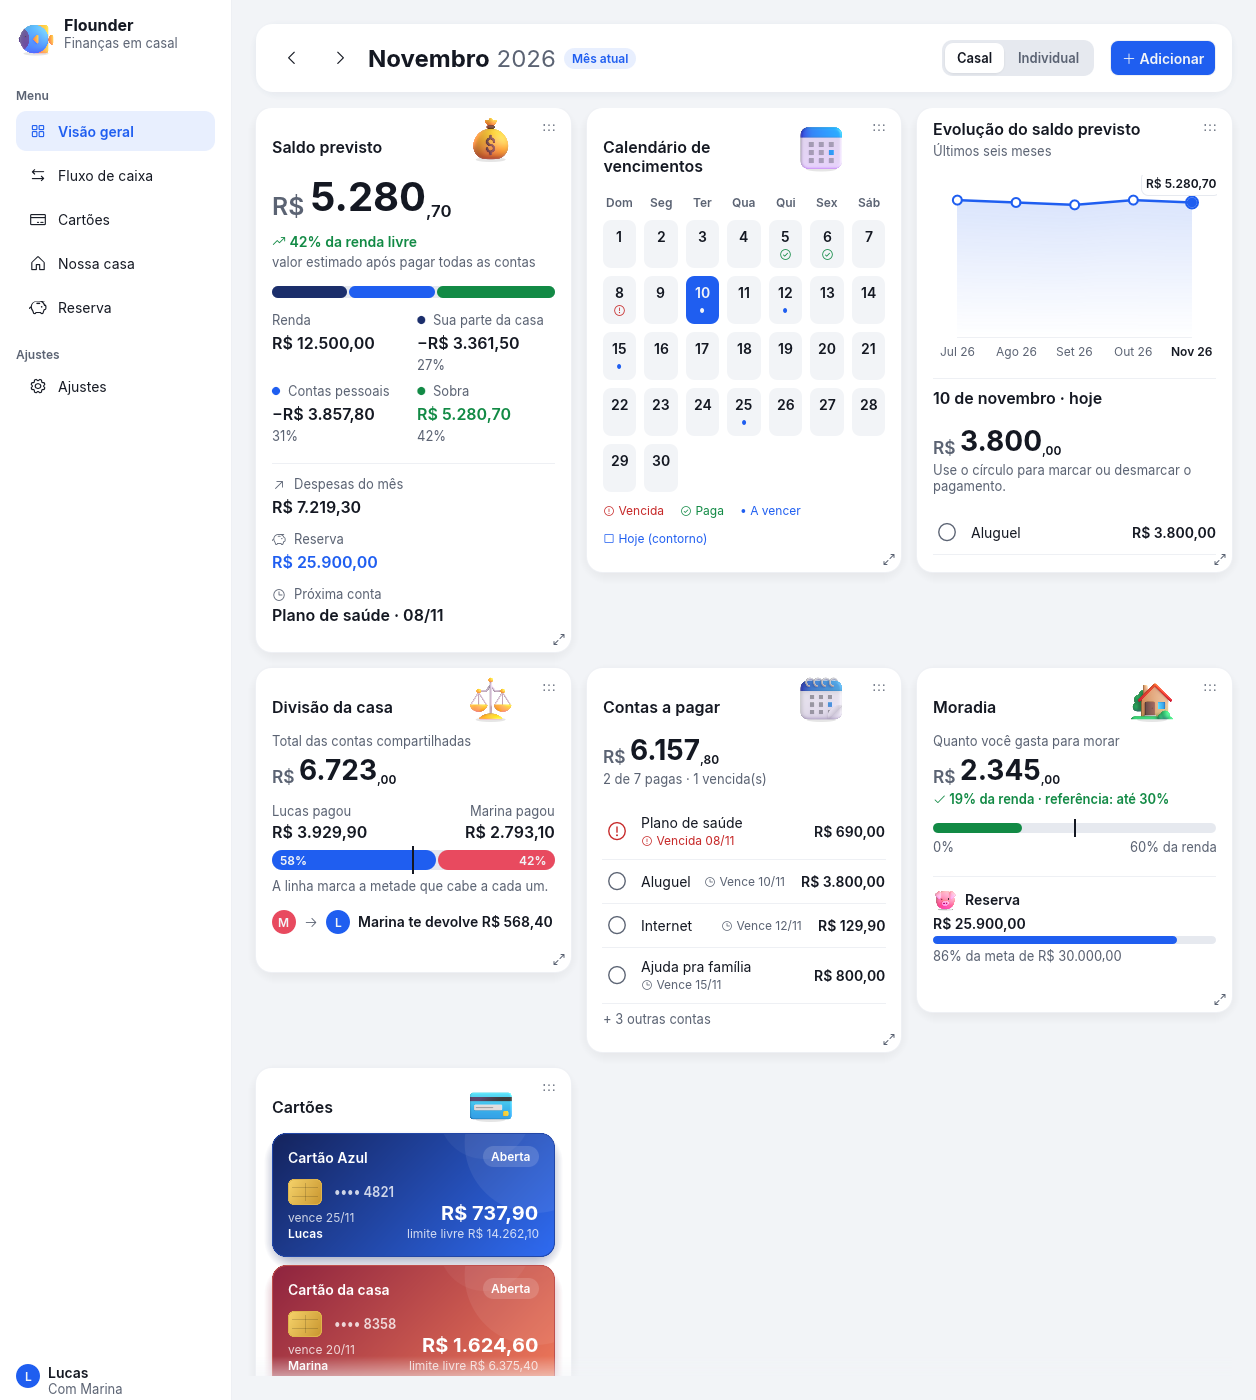 Flounder
Finanças em casal
Menu
Visão geral
Fluxo de caixa
Cartões
Nossa casa
Reserva
Ajustes
Ajustes
Novembro 2026 Mês atual
Casal Individual + Adicionar
Saldo previsto
R$ 5.280,70
42% da renda livre
valor estimado após pagar todas as contas
Renda
R$ 12.500,00
Sua parte da casa
−R$ 3.361,50
27%
Contas pessoais
−R$ 3.857,80
31%
Sobra
R$ 5.280,70
42%
Despesas do mês
R$ 7.219,30
Reserva
R$ 25.900,00
Próxima conta
Plano de saúde · 08/11
Calendário de
vencimentos
Dom Seg Ter Qua Qui Sex Sáb
1 2 3 4 5 6 7
8 9 10 11 12 13 14
15 16 17 18 19 20 21
22 23 24 25 26 27 28
29 30
Vencida Paga • A vencer
Hoje (contorno)
Evolução do saldo previsto
Últimos seis meses
R$ 5.280,70
Jul 26 Ago 26 Set 26 Out 26 Nov 26
10 de novembro · hoje
R$ 3.800,00
Use o círculo para marcar ou desmarcar o
pagamento.
Aluguel R$ 3.800,00
Divisão da casa
Total das contas compartilhadas
R$ 6.723,00
Lucas pagou Marina pagou
R$ 3.929,90 R$ 2.793,10
58% 42%
A linha marca a metade que cabe a cada um.
M → L Marina te devolve R$ 568,40
Contas a pagar
R$ 6.157,80
2 de 7 pagas · 1 vencida(s)
Plano de saúde
Vencida 08/11
R$ 690,00
Aluguel Vence 10/11 R$ 3.800,00
Internet Vence 12/11 R$ 129,90
Ajuda pra família
Vence 15/11
R$ 800,00
+ 3 outras contas
Moradia
Quanto você gasta para morar
R$ 2.345,00
19% da renda · referência: até 30%
0% 60% da renda
Reserva
R$ 25.900,00
86% da meta de R$ 30.000,00
Cartões
Cartão Azul Aberta
•••• 4821
R$ 737,90
vence 25/11
Lucas limite livre R$ 14.262,10
Cartão da casa Aberta
•••• 8358
R$ 1.624,60
vence 20/11
Marina limite livre R$ 6.375,40
L Lucas
Com Marina